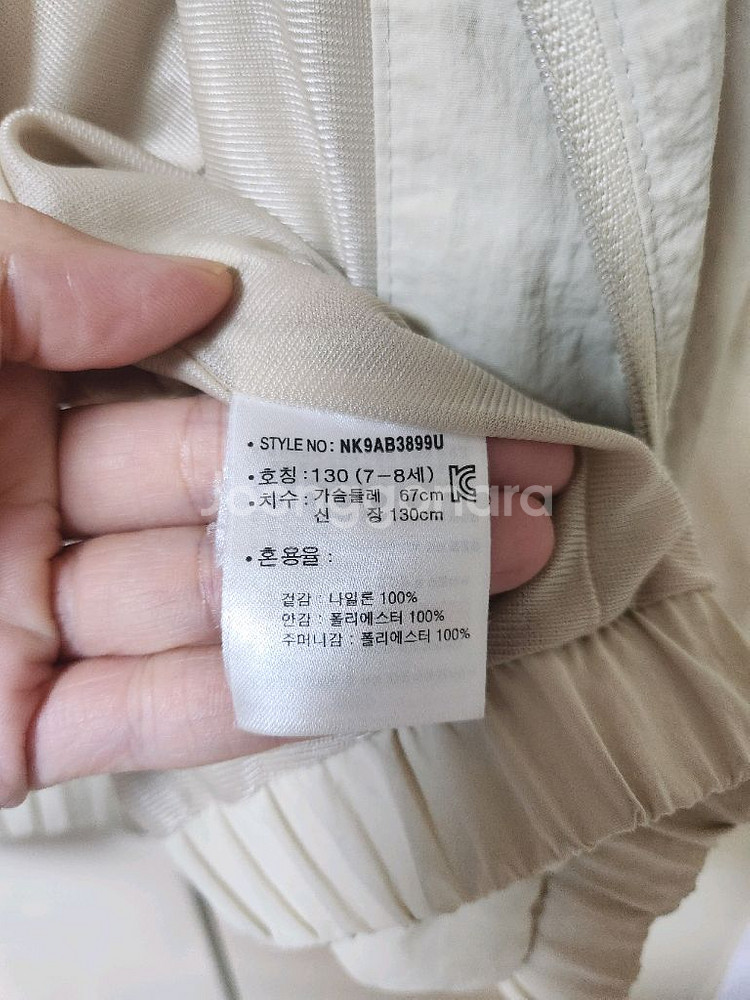 • STYLE NO: NK9AB3899U
• 호칭 : 130 (7-8세)
• 치수 : 가슴둘레 67cm
신 장 130cm
• 혼용율 :
겉감 : 나일론 100%
안감 : 폴리에스터 100%
주머니감 : 폴리에스터 100%